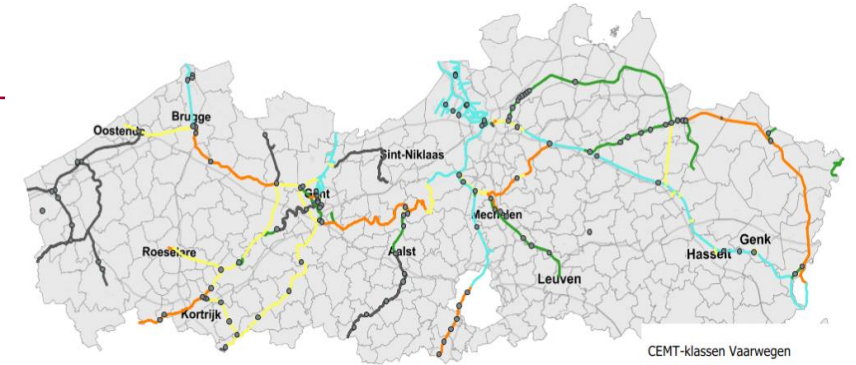 Brugge
Oostende
Sint-Niklaas
Gent
Mechelen
Roeselare
Aalst
Genk
Hasselt
Leuven
Kortrijk
CEMT-klassen Vaarwegen